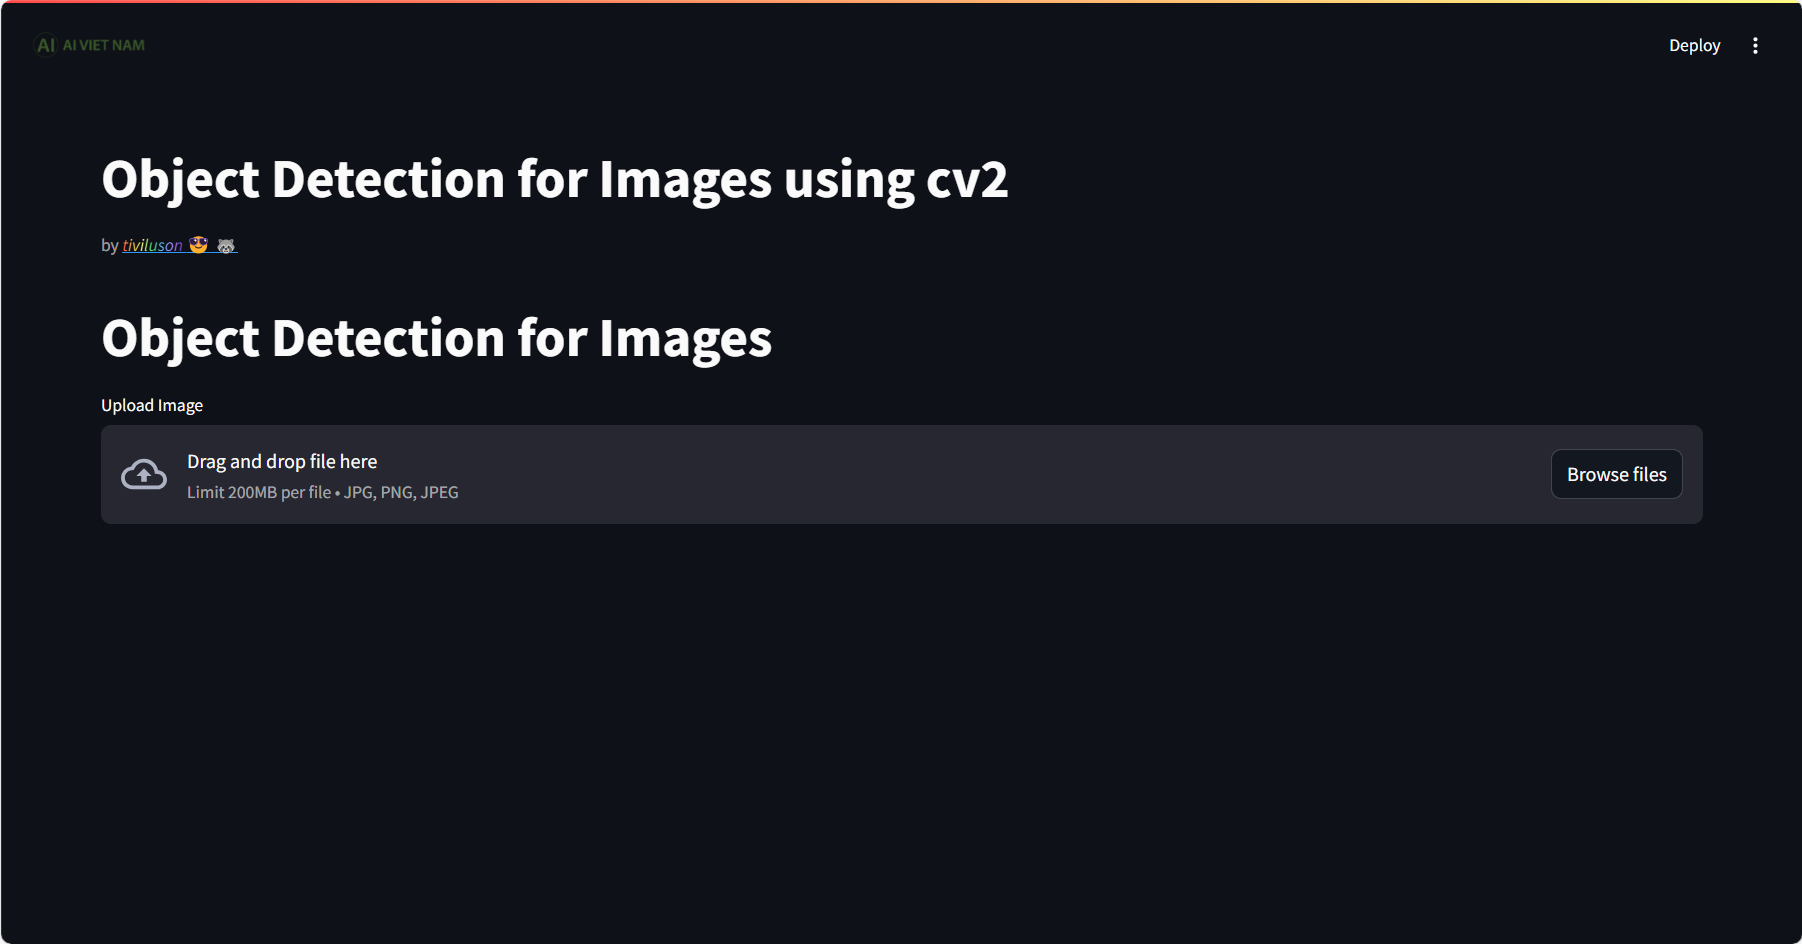 AI AI VIET NAM
Deploy
Object Detection for Images using cv2
by tiviluson 😎 🦝
Object Detection for Images
Upload Image
Drag and drop file here
Limit 200MB per file • JPG, PNG, JPEG
Browse files